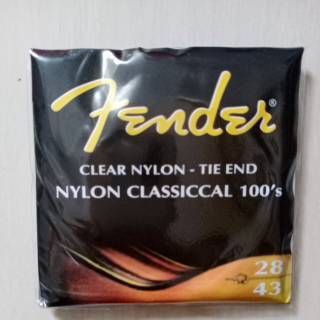 Fender®
CLEAR NYLON - TIE END
NYLON CLASSICCAL 100's
28
43